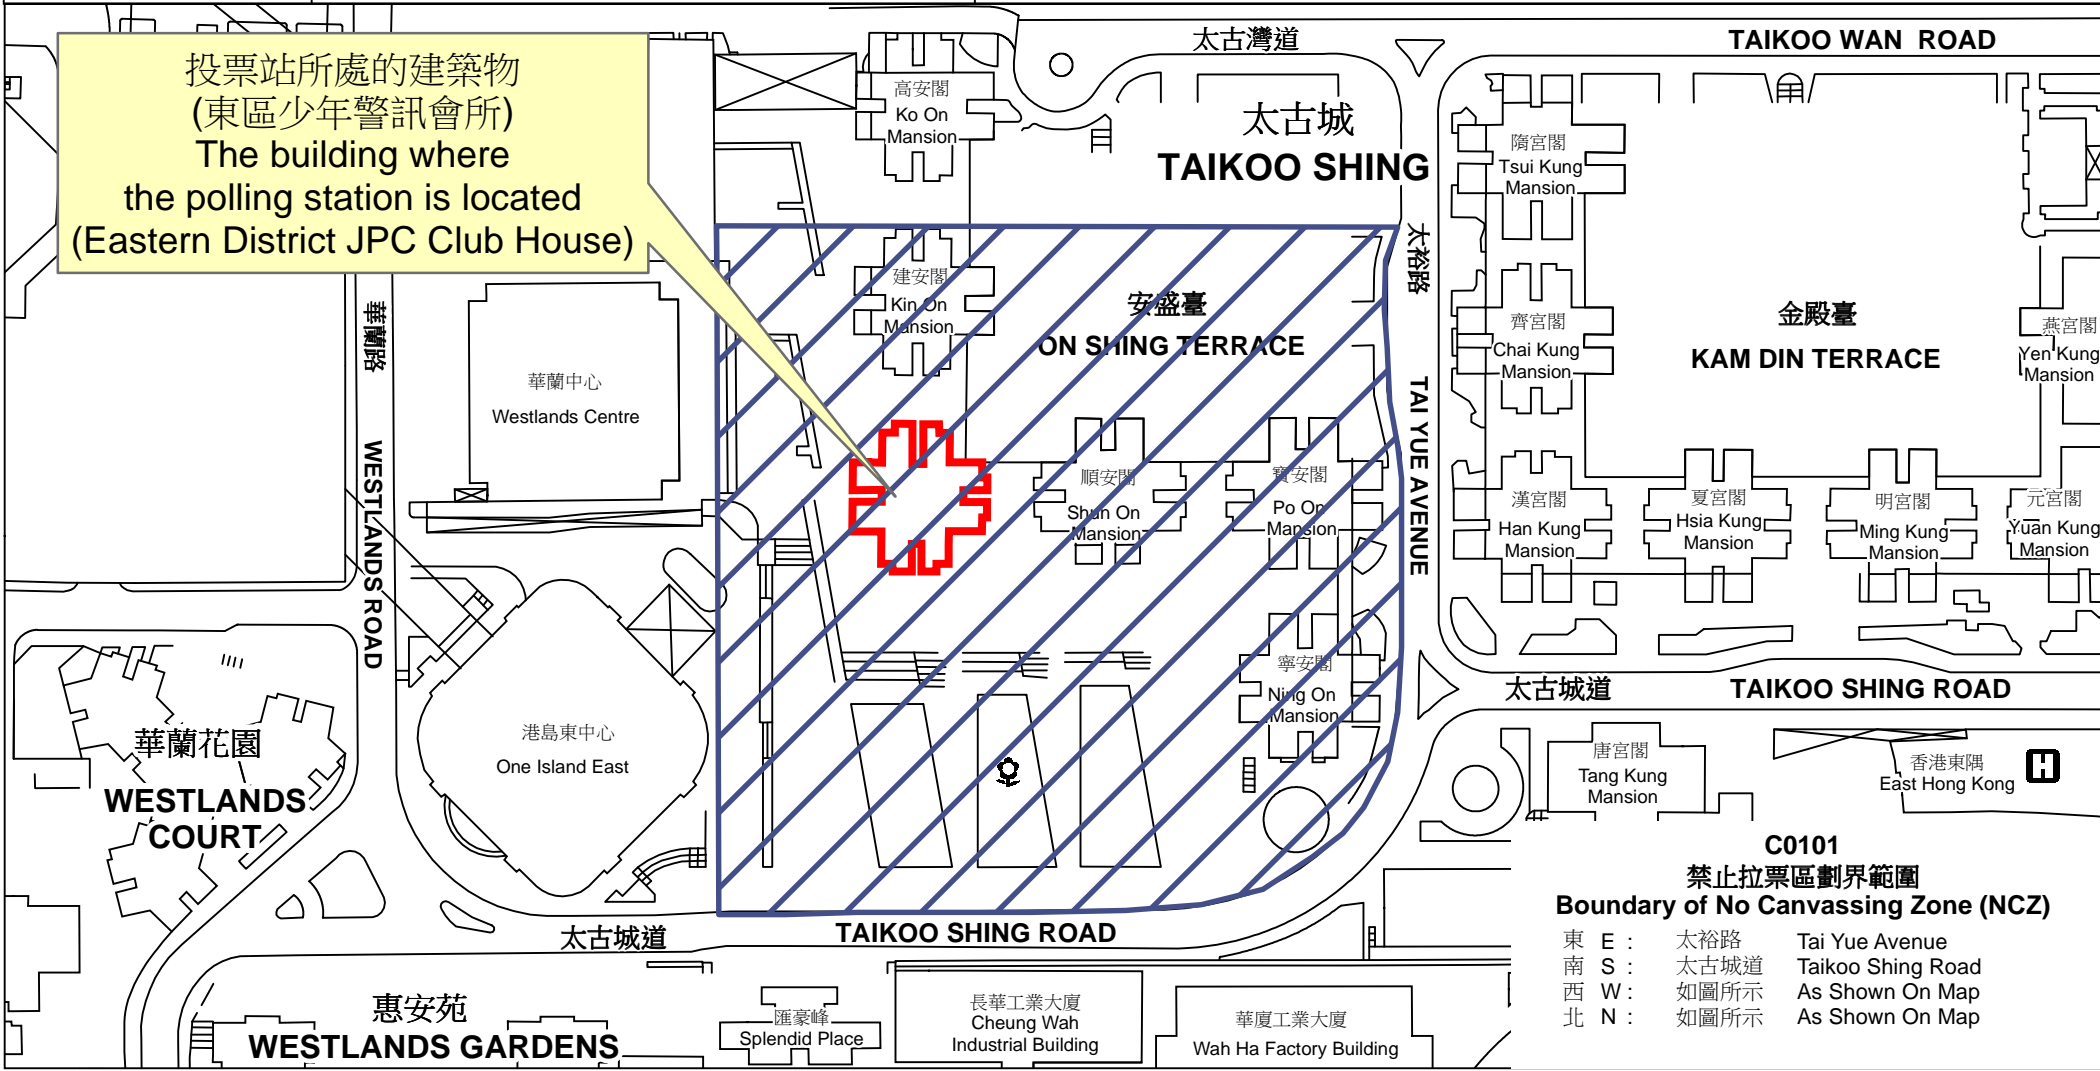 投票站所處的建築物
(東區少年警訊會所)
The building where
the polling station is located
(Eastern District JPC Club House)
太古灣道
TAIKOO WAN ROAD
高安閣
Ko On
Mansion
太古城
TAIKOO SHING
隋宮閣
Tsui Kung
Mansion
建安閣
Kin On
Mansion
安盛臺
ON SHING TERRACE
太裕路
TAI YUE AVENUE
齊宮閣
Chai Kung
Mansion
金殿臺
KAM DIN TERRACE
燕宮閣
Yen Kung
Mansion
華蘭路
WESTLANDS ROAD
華蘭中心
Westlands Centre
順安閣
Shun On
Mansion
寶安閣
Po On
Mansion
漢宮閣
Han Kung
Mansion
夏宮閣
Hsia Kung
Mansion
明宮閣
Ming Kung
Mansion
元宮閣
Yuan Kung
Mansion
寧安閣
Ning On
Mansion
太古城道
TAIKOO SHING ROAD
華蘭花園
WESTLANDS
COURT
港島東中心
One Island East
唐宮閣
Tang Kung
Mansion
香港東隅
East Hong Kong
H
太古城道
TAIKOO SHING ROAD
惠安苑
WESTLANDS GARDENS
匯豪峰
Splendid Place
長華工業大廈
Cheung Wah
Industrial Building
華廈工業大廈
Wah Ha Factory Building
C0101
禁止拉票區劃界範圍
Boundary of No Canvassing Zone (NCZ)
東 E : 太裕路 Tai Yue Avenue
南 S : 太古城道 Taikoo Shing Road
西 W : 如圖所示 As Shown On Map
北 N : 如圖所示 As Shown On Map